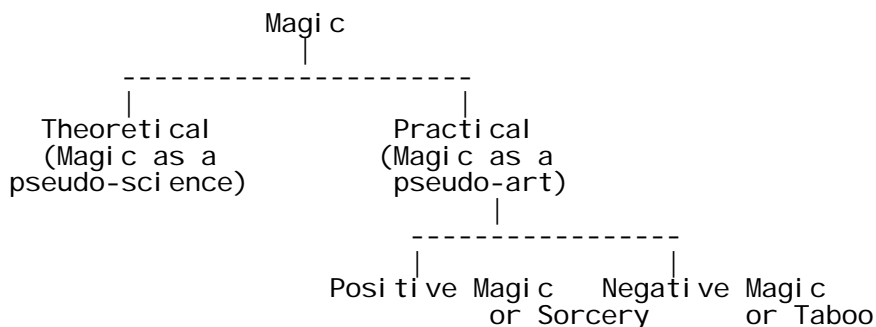 Magic
|
-----------------------
| |
Theoretical Practical
(Magic as a (Magic as a
pseudo-science) pseudo-art)
|
-----------------
| |
Positive Magic Negative Magic
or Sorcery or Taboo